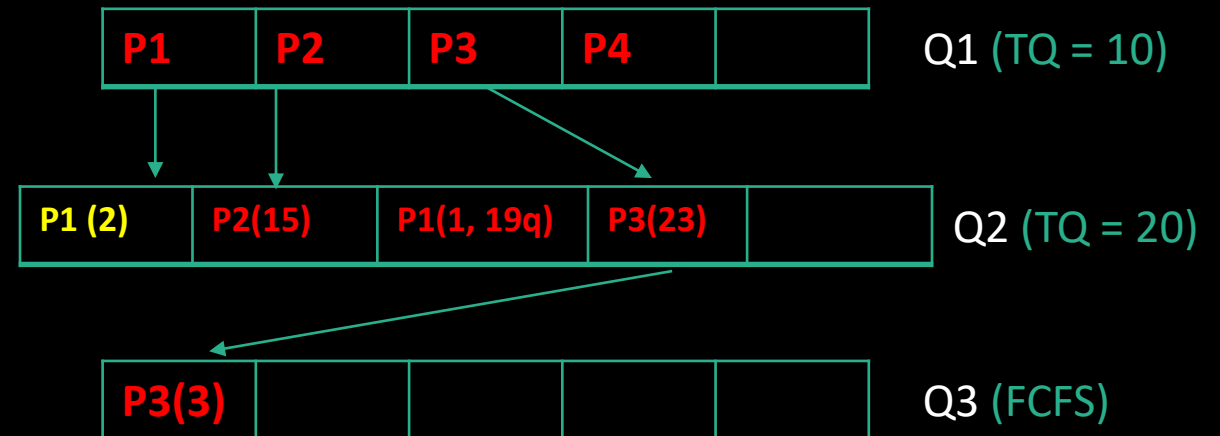 P1 P2 P3 P4 Q1 (TQ = 10)
P1 (2) P2(15) P1(1, 19q) P3(23) Q2 (TQ = 20)
P3(3) Q3 (FCFS)